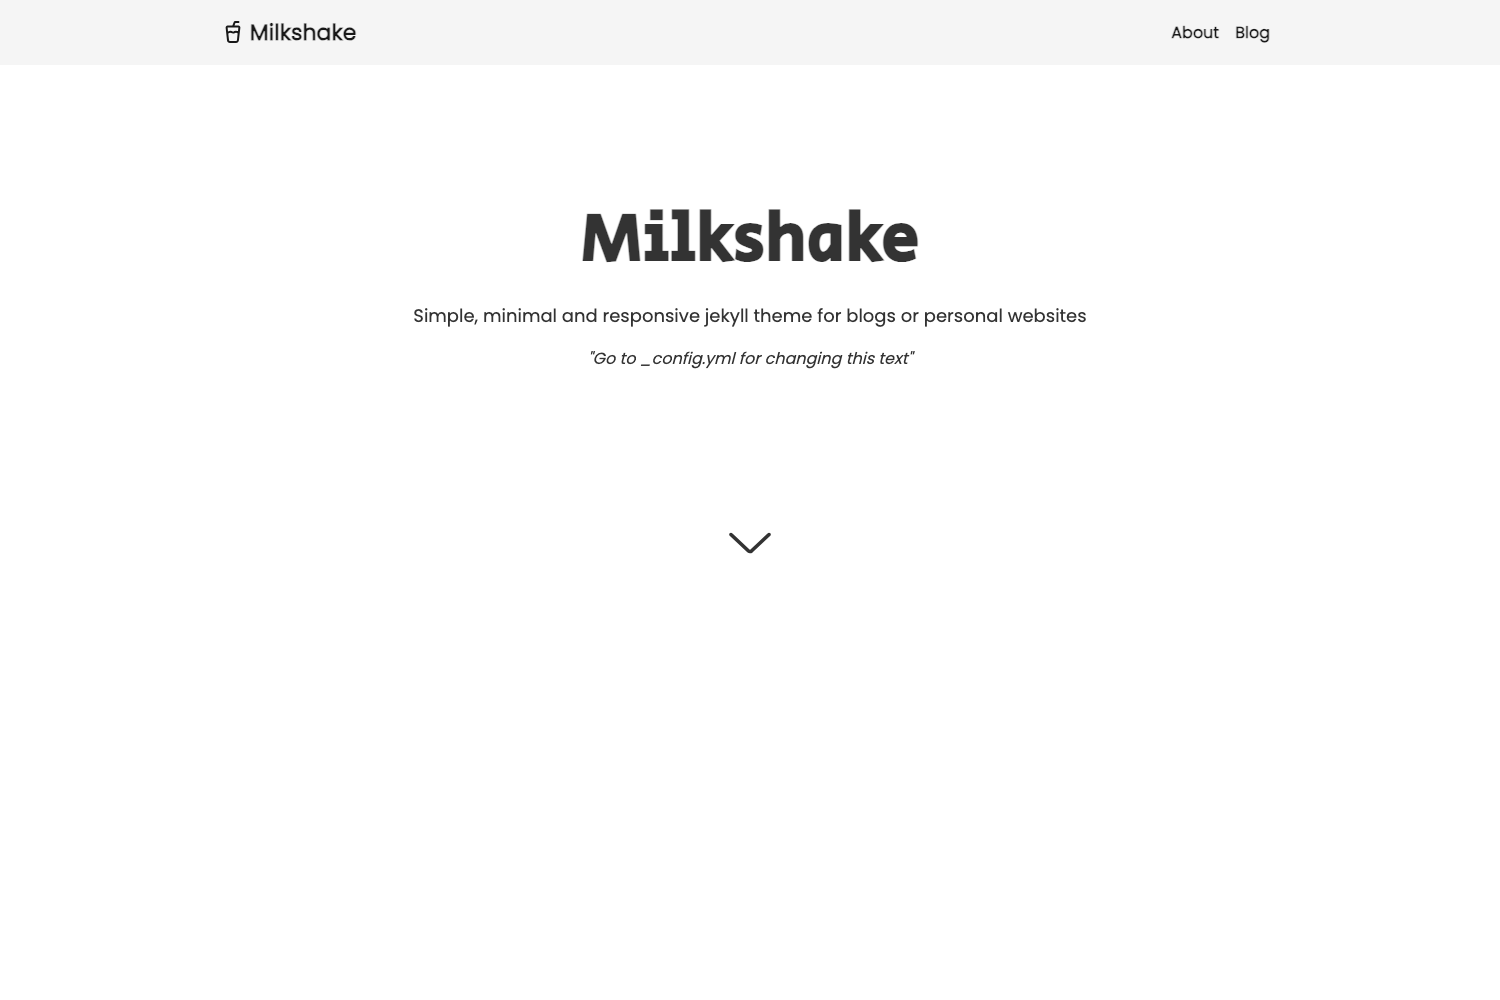 Milkshake
About Blog
Milkshake
Simple, minimal and responsive jekyll theme for blogs or personal websites
"Go to _config.yml for changing this text"